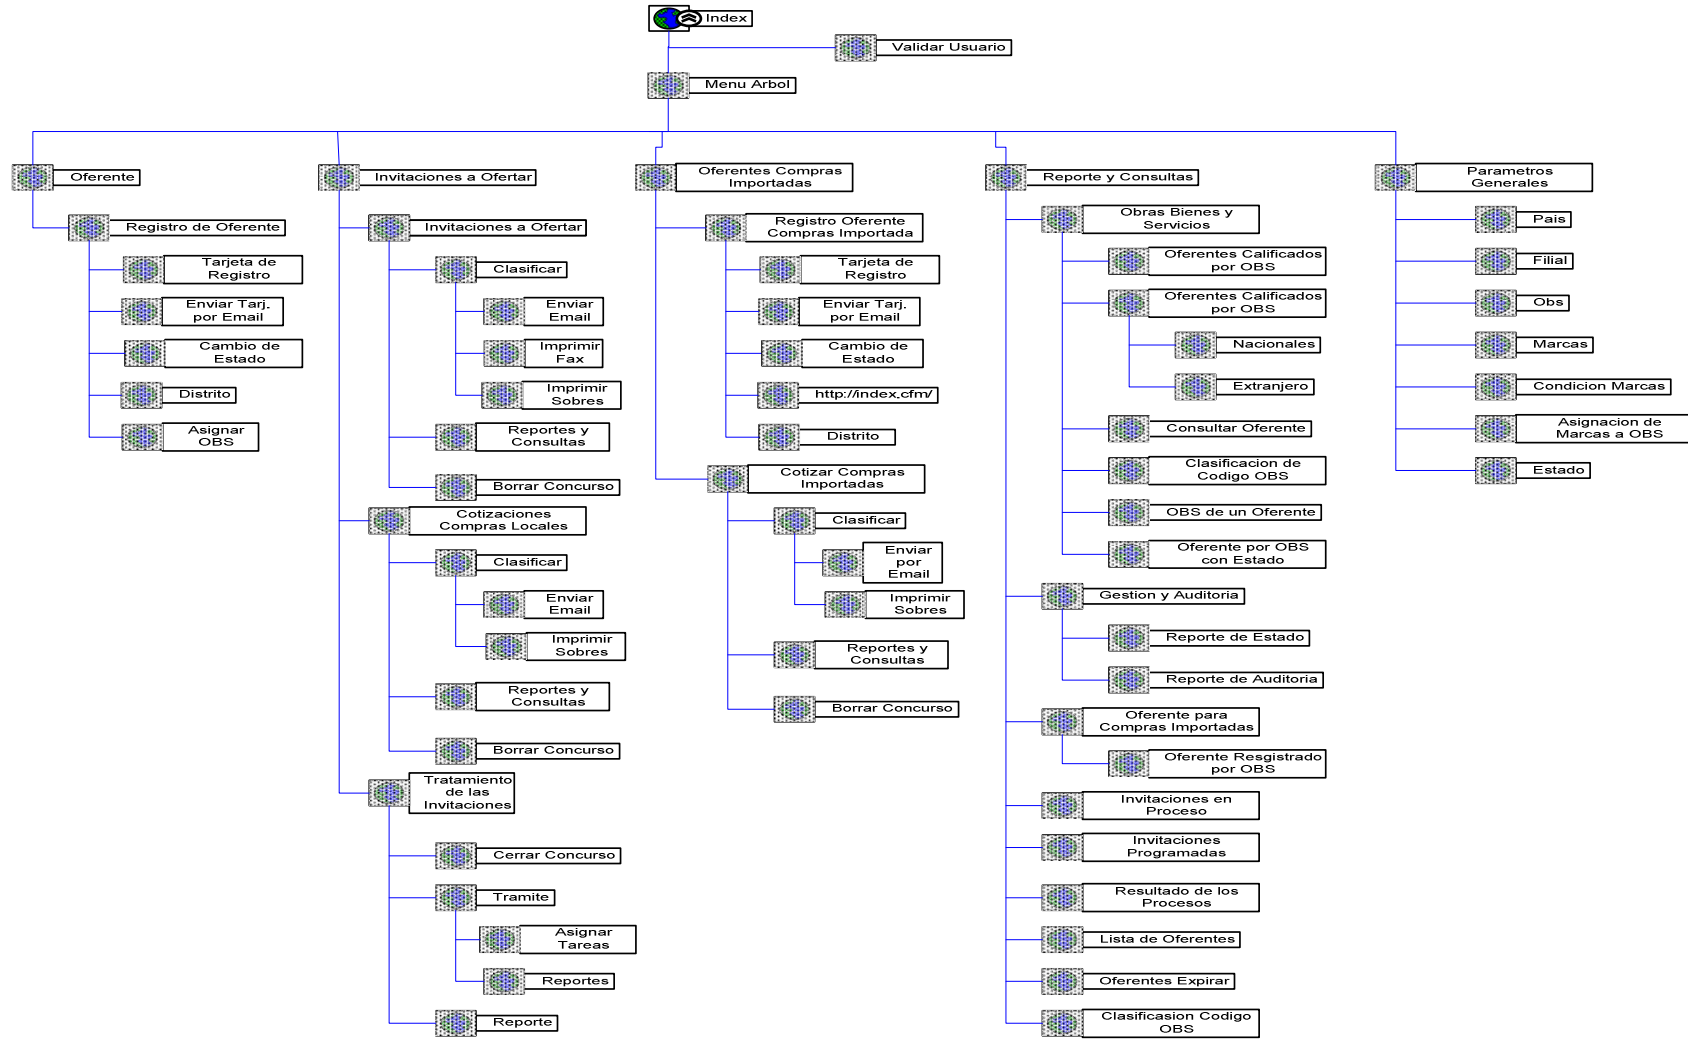 Index
Validar Usuario
Menu Arbol
Oferente
Registro de Oferente
Tarjeta de
Registro
Enviar Tarj.
por Email
Cambio de
Estado
Distrito
Asignar
OBS
Invitaciones a Ofertar
Invitaciones a Ofertar
Clasificar
Enviar
Email
Imprimir
Fax
Imprimir
Sobres
Reportes y
Consultas
Borrar Concurso
Cotizaciones
Compras Locales
Clasificar
Enviar
Email
Imprimir
Sobres
Reportes y
Consultas
Borrar Concurso
Tratamiento
de las
Invitaciones
Cerrar Concurso
Tramite
Asignar
Tareas
Reportes
Reporte
Oferentes Compras
Importadas
Registro Oferente
Compras Importada
Tarjeta de
Registro
Enviar Tarj.
por Email
Cambio de
Estado
http://index.cfm/
Distrito
Cotizar Compras
Importadas
Clasificar
Enviar
por
Email
Imprimir
Sobres
Reportes y
Consultas
Borrar Concurso
Reporte y Consultas
Obras Bienes y
Servicios
Oferentes Calificados
por OBS
Oferentes Calificados
por OBS
Nacionales
Extranjero
Consultar Oferente
Clasificacion de
Codigo OBS
OBS de un Oferente
Oferente por OBS
con Estado
Gestion y Auditoria
Reporte de Estado
Reporte de Auditoria
Oferente para
Compras Importadas
Oferente Resgistrado
por OBS
Invitaciones en
Proceso
Invitaciones
Programadas
Resultado de los
Procesos
Lista de Oferentes
Oferentes Expirar
Clasificasion Codigo
OBS
Parametros
Generales
Pais
Filial
Obs
Marcas
Condicion Marcas
Asignacion de
Marcas a OBS
Estado